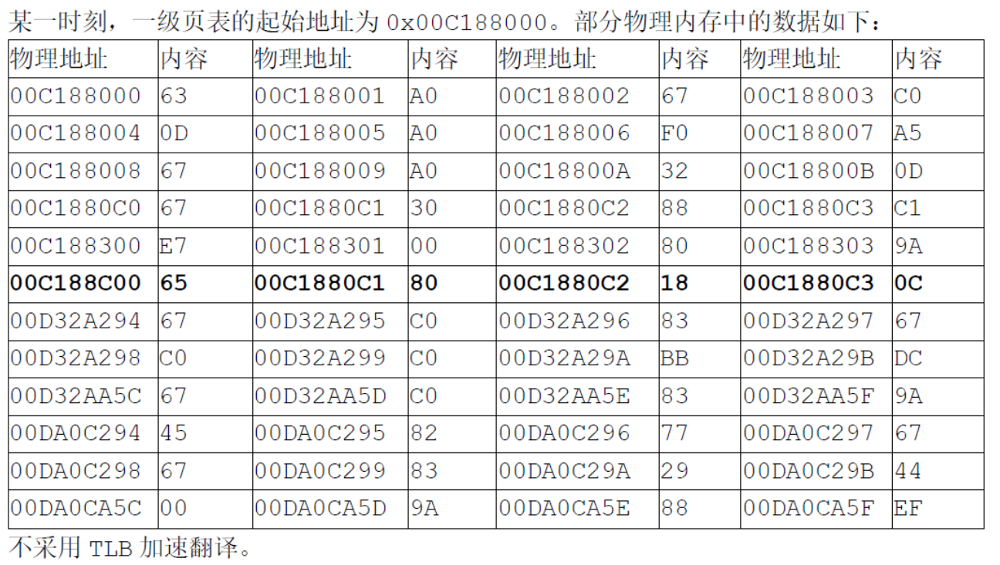 某一时刻，一级页表的起始地址为 0x00C188000。部分物理内存中的数据如下：
物理地址 内容 物理地址 内容 物理地址 内容 物理地址 内容
00C188000 63 00C188001 A0 00C188002 67 00C188003 C0
00C188004 0D 00C188005 A0 00C188006 F0 00C188007 A5
00C188008 67 00C188009 A0 00C18800A 32 00C18800B 0D
00C1880C0 67 00C1880C1 30 00C1880C2 88 00C1880C3 C1
00C188300 E7 00C188301 00 00C188302 80 00C188303 9A
00C188C00 65 00C1880C1 80 00C1880C2 18 00C1880C3 0C
00D32A294 67 00D32A295 C0 00D32A296 83 00D32A297 67
00D32A298 C0 00D32A299 C0 00D32A29A BB 00D32A29B DC
00D32AA5C 67 00D32AA5D C0 00D32AA5E 83 00D32AA5F 9A
00DA0C294 45 00DA0C295 82 00DA0C296 77 00DA0C297 67
00DA0C298 67 00DA0C299 83 00DA0C29A 29 00DA0C29B 44
00DA0CA5C 00 00DA0CA5D 9A 00DA0CA5E 88 00DA0CA5F EF
不采用 TLB 加速翻译。